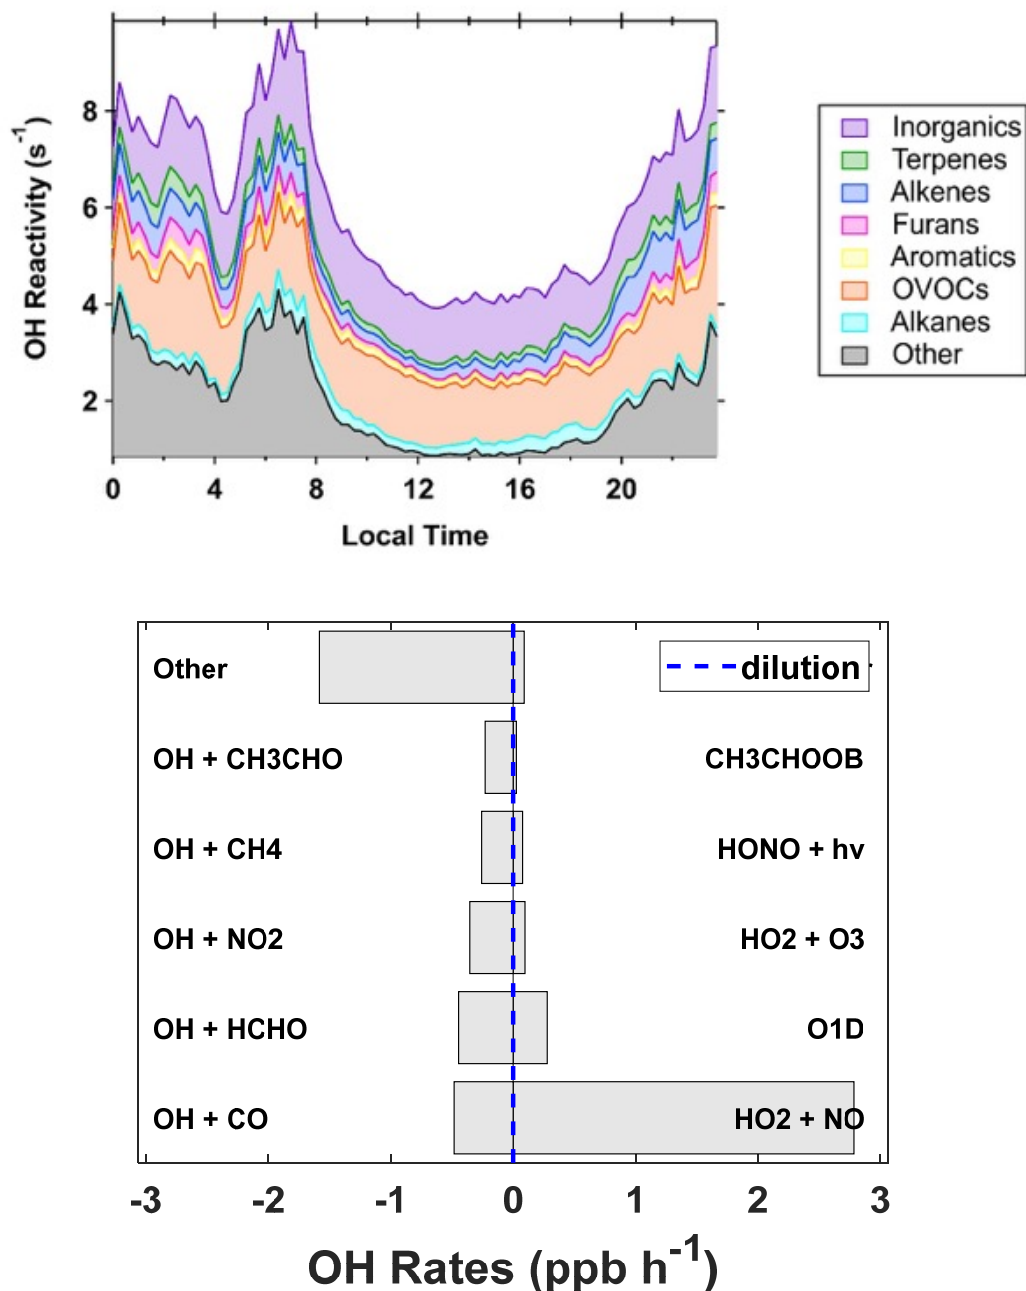 OH Reactivity (s-1)
8
6
4
2
0 4 8 12 16 20
Local Time
Inorganics
Terpenes
Alkenes
Furans
Aromatics
OVOCs
Alkanes
Other
dilution
Other
OH + CH3CHO CH3CHOOB
OH + CH4 HONO + hv
OH + NO2 HO2 + O3
OH + HCHO O1D
OH + CO HO2 + NO
-3 -2 -1 0 1 2 3
OH Rates (ppb h-1)